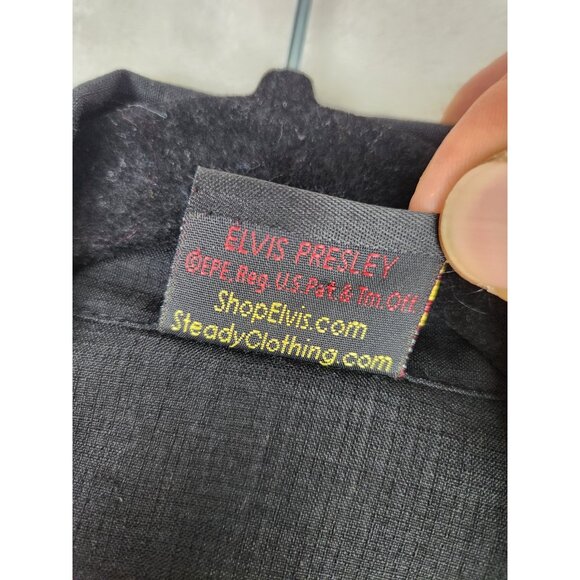 ELVIS PRESLEY
©EPE, Reg. U.S. Pat. & Tm. Off.
ShopElvis.com
SteadyClothing.com